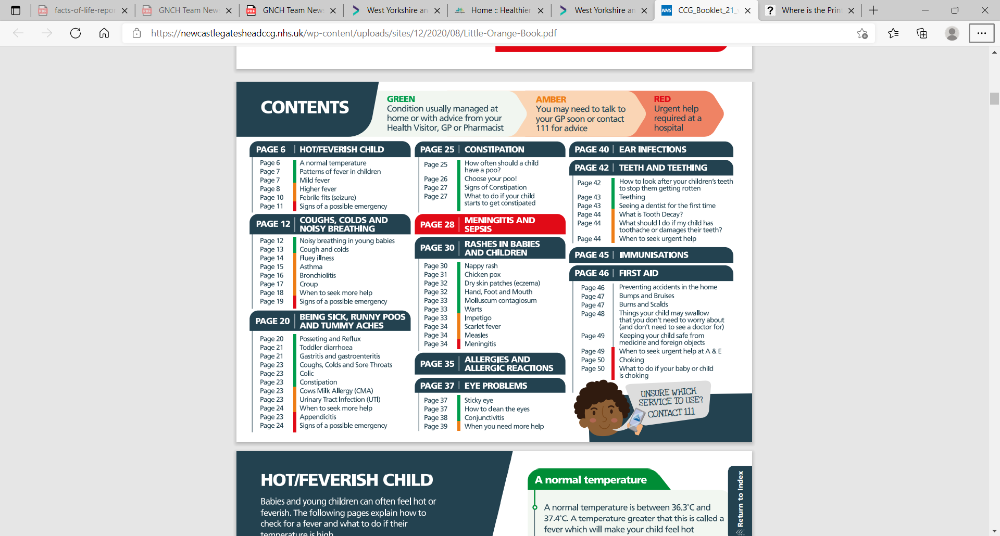 facts-of-life-repor
GNCH Team New
GNCH Team New
West Yorkshire an
Home :: Healthier
West Yorkshire an
CCG_Booklet_21_
Where is the Prin
https://newcastlegatesheadccg.nhs.uk/wp-content/uploads/sites/12/2020/08/Little-Orange-Book.pdf
CONTENTS
GREEN
Condition usually managed at
home or with advice from your
Health Visitor, GP or Pharmacist
AMBER
You may need to talk to
your GP soon or contact
111 for advice
RED
Urgent help
required at a
hospital
PAGE 6 | HOT/FEVERISH CHILD
Page 6 A normal temperature
Page 7 Patterns of fever in children
Page 7 Mild fever
Page 8 Higher fever
Page 10 Febrile fits (seizure)
Page 11 Signs of a possible emergency
PAGE 12 | COUGHS, COLDS AND
NOISY BREATHING
Page 12 Noisy breathing in young babies
Page 13 Cough and colds
Page 14 Fluey illness
Page 15 Asthma
Page 16 Bronchiolitis
Page 17 Croup
Page 18 When to seek more help
Page 19 Signs of a possible emergency
PAGE 20 | BEING SICK, RUNNY POOS
AND TUMMY ACHES
Page 20 Posseting and Reflux
Page 21 Toddler diarrhoea
Page 21 Gastritis and gastroenteritis
Page 23 Coughs, Colds and Sore Throats
Page 23 Colic
Page 23 Constipation
Page 23 Cows Milk Allergy (CMA)
Page 23 Urinary Tract Infection (UTI)
Page 24 When to seek more help
Page 23 Appendicitis
Page 24 Signs of a possible emergency
PAGE 25 | CONSTIPATION
Page 25 How often should a child
have a poo?
Page 26 Choose your poo!
Page 27 Signs of Constipation
Page 27 What to do if your child
starts to get constipated
PAGE 28 | MENINGITIS AND
SEPSIS
PAGE 30 | RASHES IN BABIES
AND CHILDREN
Page 30 Nappy rash
Page 31 Chicken pox
Page 32 Dry skin patches (eczema)
Page 32 Hand, Foot and Mouth
Page 33 Molluscum contagiosum
Page 33 Warts
Page 33 Impetigo
Page 34 Scarlet fever
Page 34 Measles
Page 34 Meningitis
PAGE 35 | ALLERGIES AND
ALLERGIC REACTIONS
PAGE 37 | EYE PROBLEMS
Page 37 Sticky eye
Page 37 How to clean the eyes
Page 38 Conjunctivitis
Page 39 When you need more help
PAGE 40 | EAR INFECTIONS
PAGE 42 | TEETH AND TEETHING
Page 42 How to look after your children's teeth
to stop them getting rotten
Page 43 Teething
Page 43 Seeing a dentist for the first time
Page 44 What is Tooth Decay?
Page 44 What should I do if my child has
toothache or damages their teeth?
Page 44 When to seek urgent help
PAGE 45 | IMMUNISATIONS
PAGE 46 | FIRST AID
Page 46 Preventing accidents in the home
Page 47 Bumps and Bruises
Page 47 Burns and Scalds
Page 48 Things your child may swallow
that you don't need to worry about
(and don't need to see a doctor for)
Page 49 Keeping your child safe from
medicine and foreign objects
Page 49 When to seek urgent help at A & E
Page 50 Choking
Page 50 What to do if your baby or child
is choking
UNSURE WHICH
SERVICE TO USE?
CONTACT 111
HOT/FEVERISH CHILD
Babies and young children can often feel hot or
feverish. The following pages explain how to
check for a fever and what to do if their
temperature is high.
A normal temperature
A normal temperature is between 36.3°C and
37.4°C. A temperature greater that this is called a
fever which will make your child feel hot
Return to Index